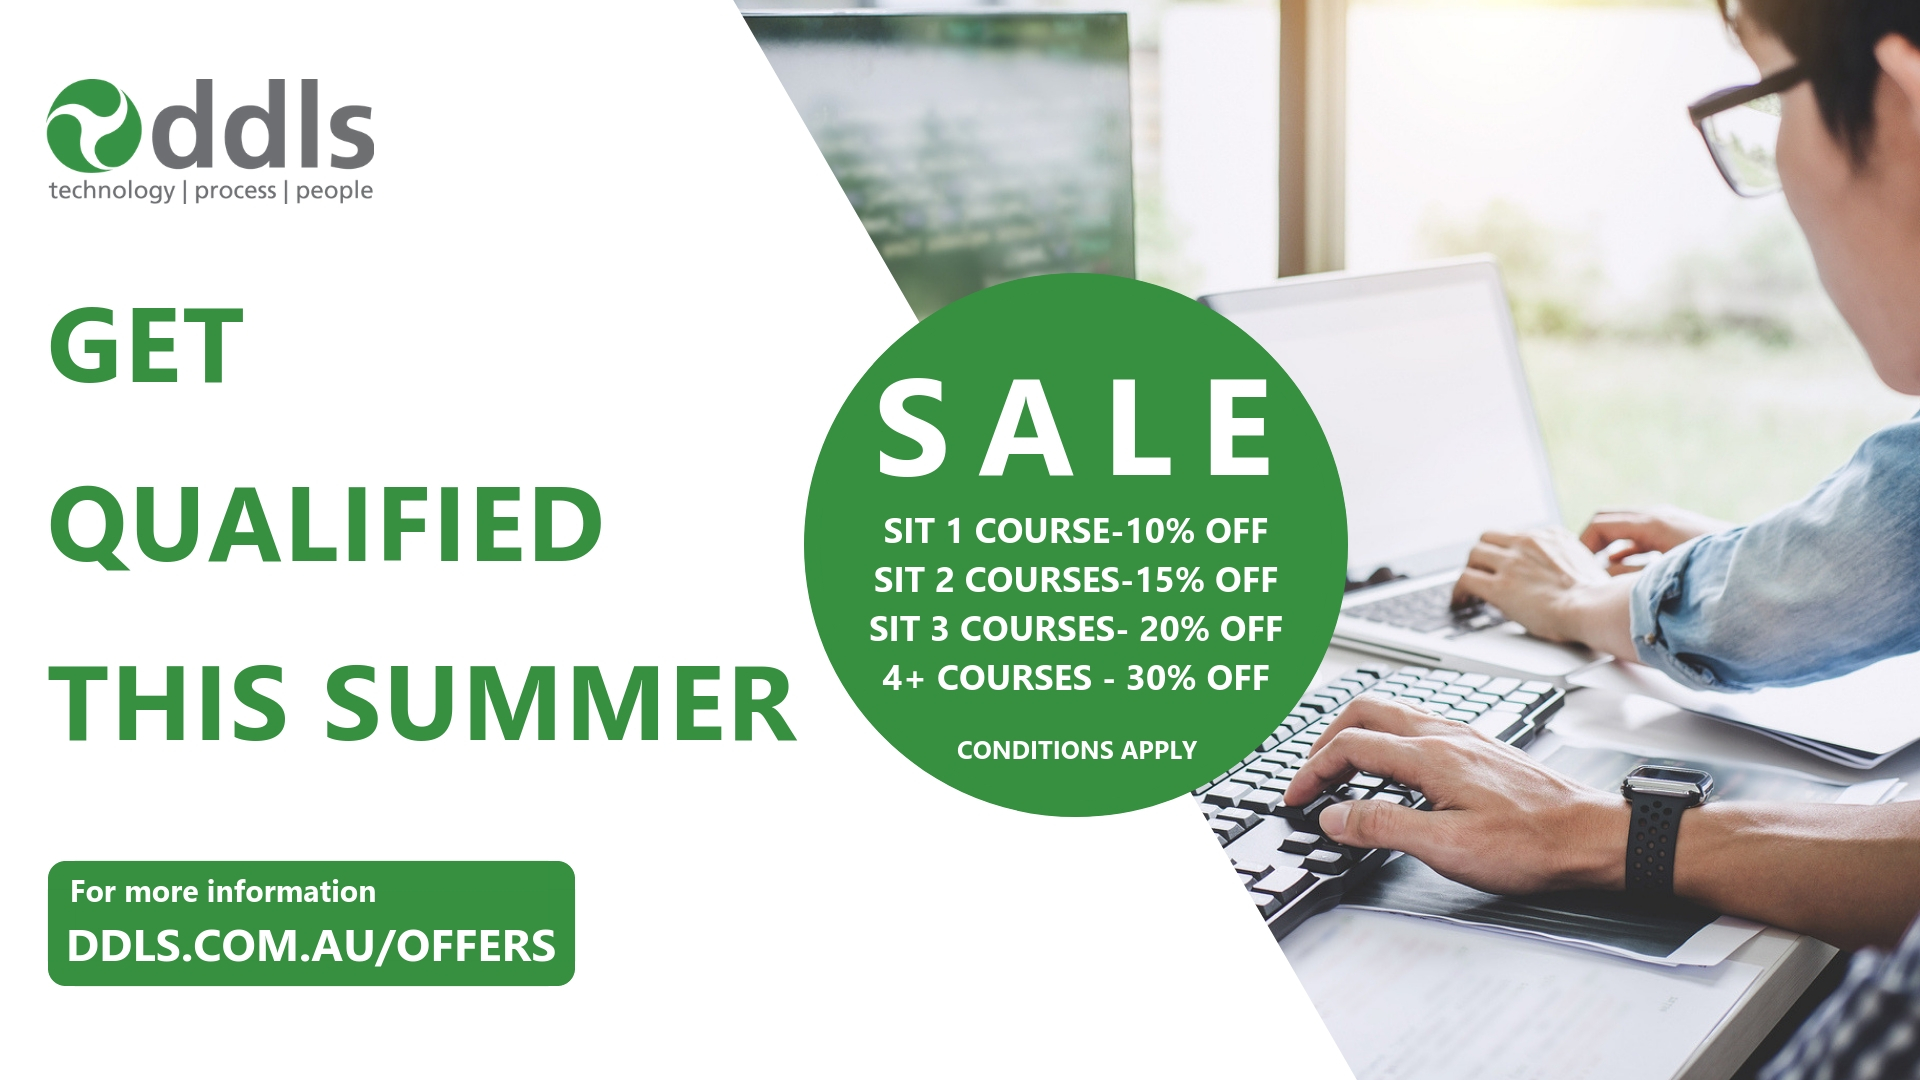 ddls
technology | process | people
GET
QUALIFIED
THIS SUMMER
SALE
SIT 1 COURSE-10% OFF
SIT 2 COURSES-15% OFF
SIT 3 COURSES- 20% OFF
4+ COURSES - 30% OFF
CONDITIONS APPLY
For more information
DDLS.COM.AU/OFFERS